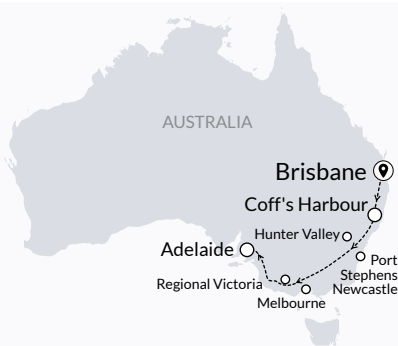 AUSTRALIA
Brisbane
Coff's Harbour
Hunter Valley
Adelaide
Port
Stephens
Newcastle
Regional Victoria
Melbourne